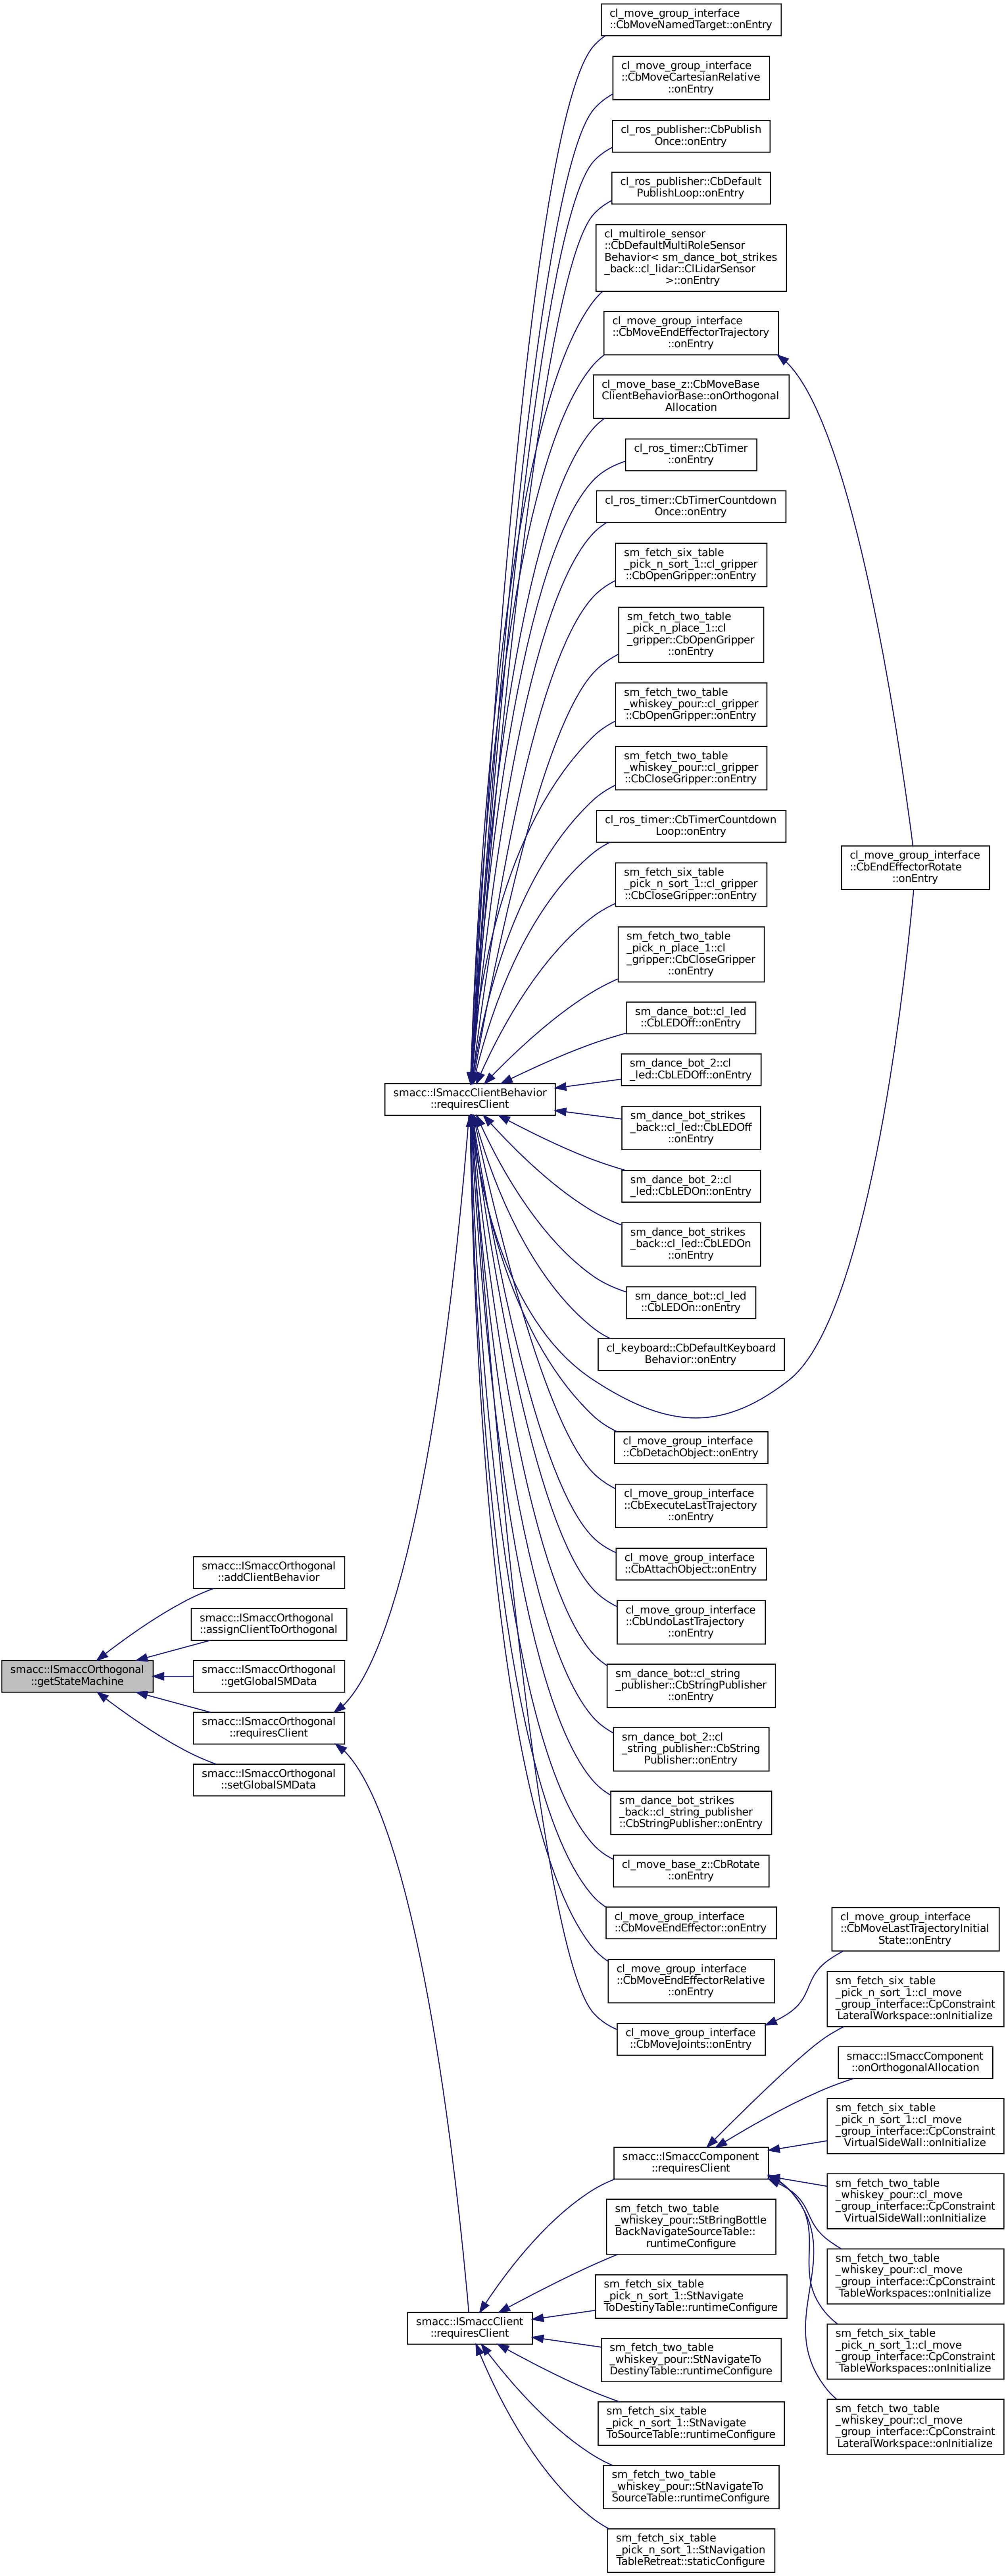 cl_move_group_interface
::CbMoveNamedTarget::onEntry
cl_move_group_interface
::CbMoveCartesianRelative
::onEntry
cl_ros_publisher::CbPublish
Once::onEntry
cl_ros_publisher::CbDefault
PublishLoop::onEntry
cl_multirole_sensor
::CbDefaultMultiRoleSensor
Behavior< sm_dance_bot_strikes
_back::cl_lidar::ClLidarSensor
>::onEntry
cl_move_group_interface
::CbMoveEndEffectorTrajectory
::onEntry
cl_move_base_z::CbMoveBase
ClientBehaviorBase::onOrthogonal
Allocation
cl_ros_timer::CbTimer
::onEntry
cl_ros_timer::CbTimerCountdown
Once::onEntry
sm_fetch_six_table
_pick_n_sort_1::cl_gripper
::CbOpenGripper::onEntry
sm_fetch_two_table
_pick_n_place_1::cl
_gripper::CbOpenGripper
::onEntry
sm_fetch_two_table
_whiskey_pour::cl_gripper
::CbOpenGripper::onEntry
sm_fetch_two_table
_whiskey_pour::cl_gripper
::CbCloseGripper::onEntry
cl_ros_timer::CbTimerCountdown
Loop::onEntry
cl_move_group_interface
::CbEndEffectorRotate
::onEntry
sm_fetch_six_table
_pick_n_sort_1::cl_gripper
::CbCloseGripper::onEntry
sm_fetch_two_table
_pick_n_place_1::cl
_gripper::CbCloseGripper
::onEntry
sm_dance_bot::cl_led
::CbLEDOff::onEntry
sm_dance_bot_2::cl
_led::CbLEDOff::onEntry
smacc::ISmaccClientBehavior
::requiresClient
sm_dance_bot_strikes
_back::cl_led::CbLEDOff
::onEntry
sm_dance_bot_2::cl
_led::CbLEDOn::onEntry
sm_dance_bot_strikes
_back::cl_led::CbLEDOn
::onEntry
sm_dance_bot::cl_led
::CbLEDOn::onEntry
cl_keyboard::CbDefaultKeyboard
Behavior::onEntry
cl_move_group_interface
::CbDetachObject::onEntry
cl_move_group_interface
::CbExecuteLastTrajectory
::onEntry
cl_move_group_interface
::CbAttachObject::onEntry
smacc::ISmaccOrthogonal
::addClientBehavior
cl_move_group_interface
::CbUndoLastTrajectory
::onEntry
smacc::ISmaccOrthogonal
::assignClientToOrthogonal
smacc::ISmaccOrthogonal
::getStateMachine
smacc::ISmaccOrthogonal
::getGlobalSMData
sm_dance_bot::cl_string
_publisher::CbStringPublisher
::onEntry
smacc::ISmaccOrthogonal
::requiresClient
sm_dance_bot_2::cl
_string_publisher::CbString
Publisher::onEntry
smacc::ISmaccOrthogonal
::setGlobalSMData
sm_dance_bot_strikes
_back::cl_string_publisher
::CbStringPublisher::onEntry
cl_move_base_z::CbRotate
::onEntry
cl_move_group_interface
::CbMoveEndEffector::onEntry
cl_move_group_interface
::CbMoveLastTrajectoryInitial
State::onEntry
cl_move_group_interface
::CbMoveEndEffectorRelative
::onEntry
sm_fetch_six_table
_pick_n_sort_1::cl_move
_group_interface::CpConstraint
LateralWorkspace::onInitialize
cl_move_group_interface
::CbMoveJoints::onEntry
smacc::ISmaccComponent
::onOrthogonalAllocation
sm_fetch_six_table
_pick_n_sort_1::cl_move
_group_interface::CpConstraint
VirtualSideWall::onInitialize
smacc::ISmaccComponent
::requiresClient
sm_fetch_two_table
_whiskey_pour::cl_move
_group_interface::CpConstraint
VirtualSideWall::onInitialize
sm_fetch_two_table
_whiskey_pour::StBringBottle
BackNavigateSourceTable::
runtimeConfigure
sm_fetch_two_table
_whiskey_pour::cl_move
_group_interface::CpConstraint
TableWorkspaces::onInitialize
sm_fetch_six_table
_pick_n_sort_1::StNavigate
ToDestinyTable::runtimeConfigure
smacc::ISmaccClient
::requiresClient
sm_fetch_six_table
_pick_n_sort_1::cl_move
_group_interface::CpConstraint
TableWorkspaces::onInitialize
sm_fetch_two_table
_whiskey_pour::StNavigateTo
DestinyTable::runtimeConfigure
sm_fetch_two_table
_whiskey_pour::cl_move
_group_interface::CpConstraint
LateralWorkspace::onInitialize
sm_fetch_six_table
_pick_n_sort_1::StNavigate
ToSourceTable::runtimeConfigure
sm_fetch_two_table
_whiskey_pour::StNavigateTo
SourceTable::runtimeConfigure
sm_fetch_six_table
_pick_n_sort_1::StNavigation
TableRetreat::staticConfigure